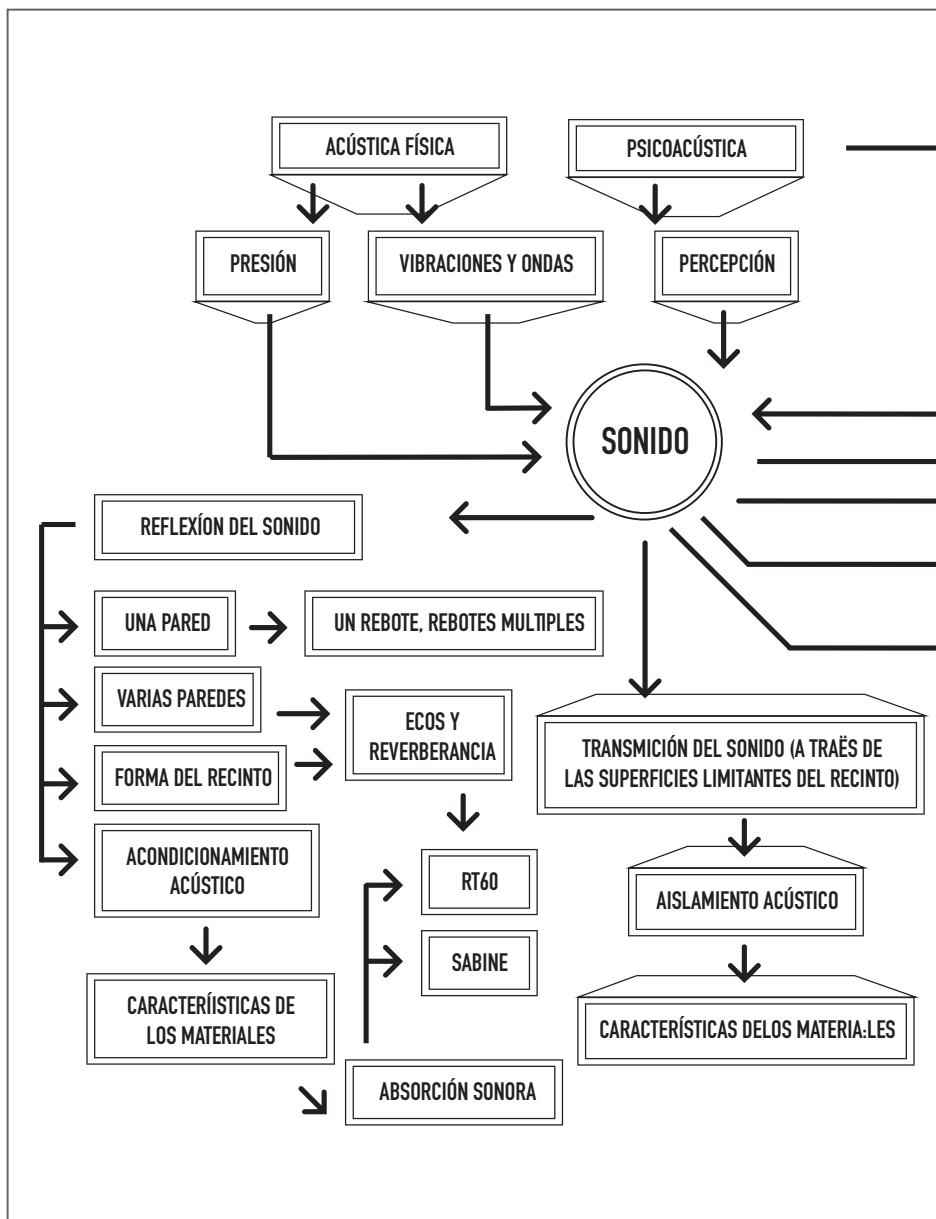 ACÚSTICA FÍSICA
PSICOACÚSTICA
PRESIÓN
VIBRACIONES Y ONDAS
PERCEPCIÓN
SONIDO
REFLEXÍON DEL SONIDO
UNA PARED
UN REBOTE, REBOTES MULTIPLES
VARIAS PAREDES
ECOS Y
REVERBERANCIA
FORMA DEL RECINTO
TRANSMICIÓN DEL SONIDO (A TRAËS DE
LAS SUPERFICIES LIMITANTES DEL RECINTO)
ACONDICIONAMIENTO
ACÚSTICO
RT60
AISLAMIENTO ACÚSTICO
SABINE
CARACTERÍISTICAS DE
LOS MATERIALES
CARACTERÍSTICAS DELOS MATERIA:LES
ABSORCIÓN SONORA